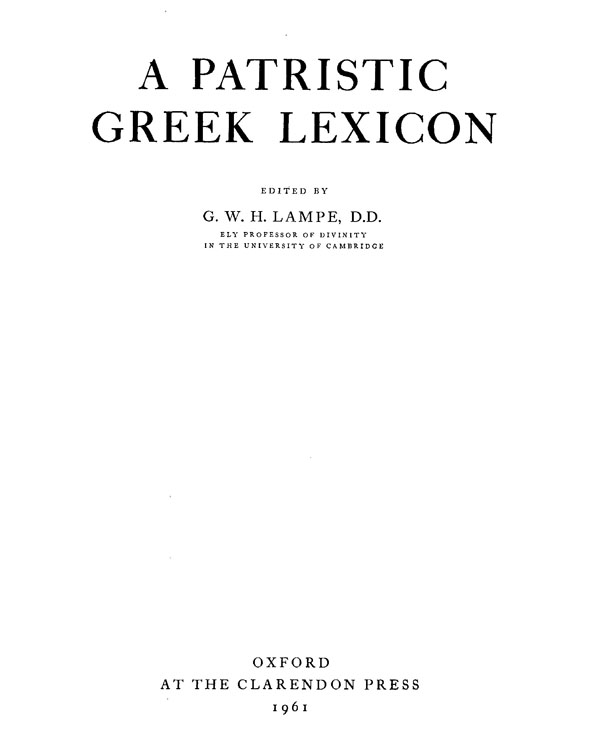 A PATRISTIC
GREEK LEXICON
EDITED BY
G. W. H. LAMPE, D.D.
ELY PROFESSOR OF DIVINITY
IN THE UNIVERSITY OF CAMBRIDGE
OXFORD
AT THE CLARENDON PRESS
1961